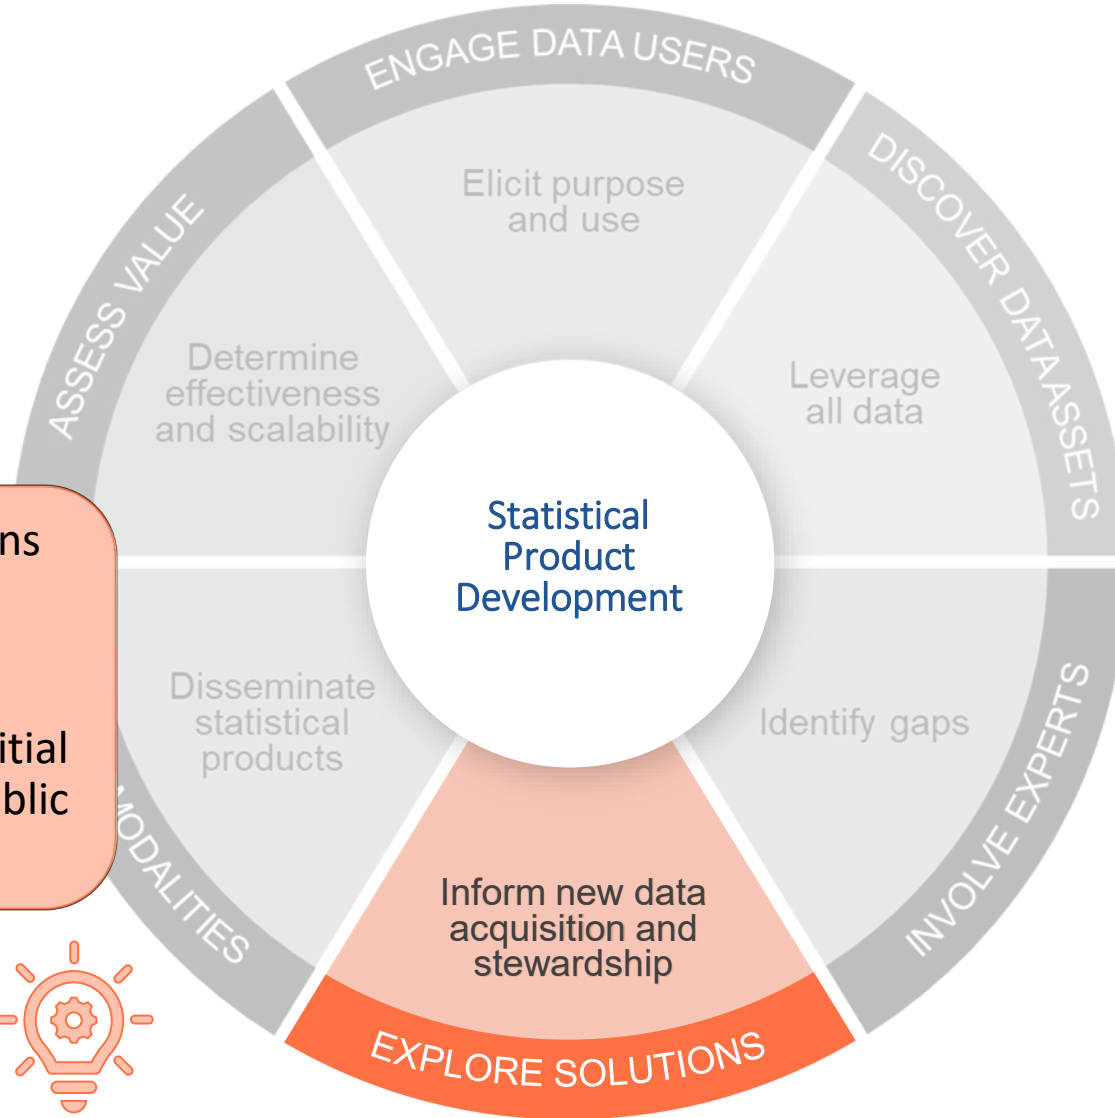 ENGAGE DATA USERS
Elicit purpose
and use
DISCOVER DATA ASSETS
Leverage
all data
ASSESS VALUE
Determine
effectiveness
and scalability
Statistical
Product
Development
ns
itial
blic
Disseminate
statistical
products
MODALITIES
Identify gaps
INVOLVE EXPERTS
Inform new data
acquisition and
stewardship
EXPLORE SOLUTIONS